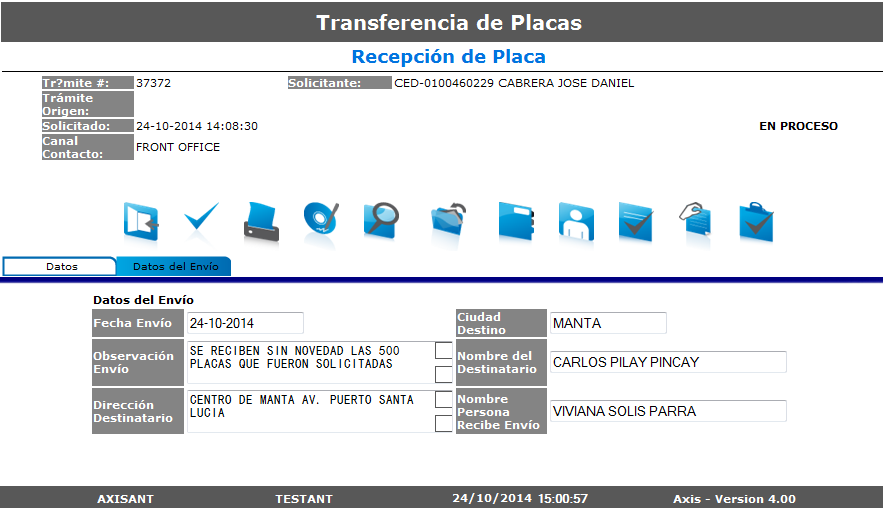 Transferencia de Placas
Recepción de Placa
Tr?mite #: 37372 Solicitante: CED-0100460229 CABRERA JOSE DANIEL
Trámite
Origen:
Solicitado: 24-10-2014 14:08:30 EN PROCESO
Canal
Contacto: FRONT OFFICE
Datos Datos del Envío
Datos del Envío
Fecha Envío 24-10-2014 Ciudad
Destino MANTA
Observación
Envío SE RECIBEN SIN NOVEDAD LAS 500
PLACAS QUE FUERON SOLICITADAS
Nombre del
Destinatario CARLOS PILAY PINCAY
Dirección
Destinatario CENTRO DE MANTA AV. PUERTO SANTA
LUCIA
Nombre
Persona
Recibe Envío VIVIANA SOLIS PARRA
AXISANT TESTANT 24/10/2014 15:00:57 Axis - Version 4.00